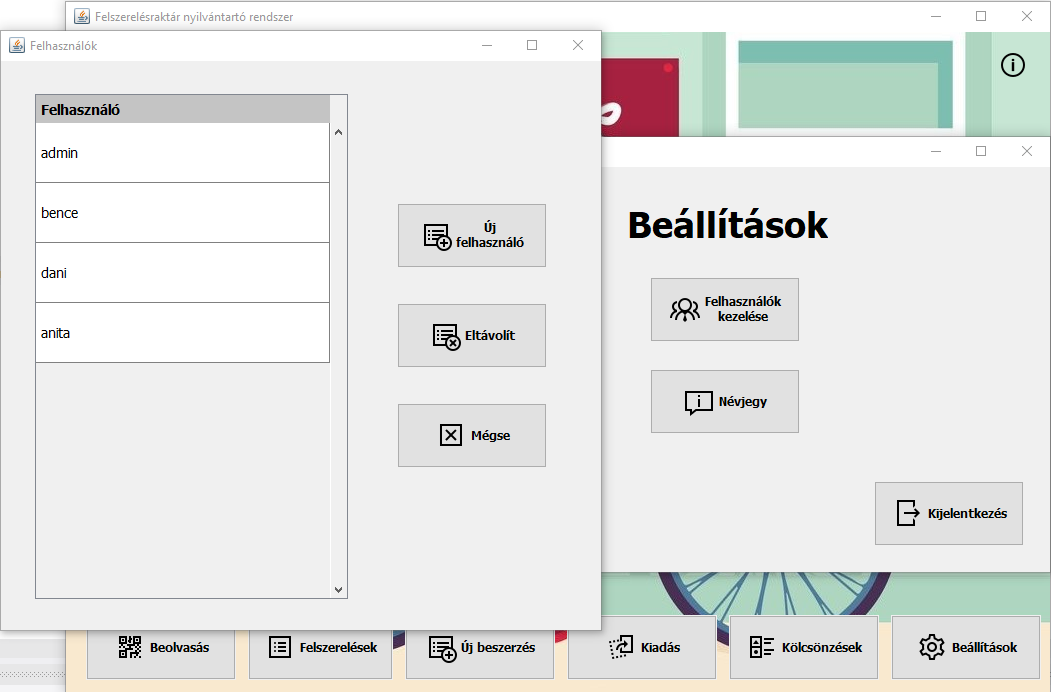 Felszerelésraktár nyilvántartó rendszer
Felhasználók
Felhasználó
admin
bence
dani
anita
Új
felhasználó
Eltávolít
Mégse
Beállítások
Felhasználók
kezelése
Névjegy
Kijelentkezés
Beolvasás
Felszerelések
Új beszerzés
Kiadás
Kölcsönzések
Beállítások